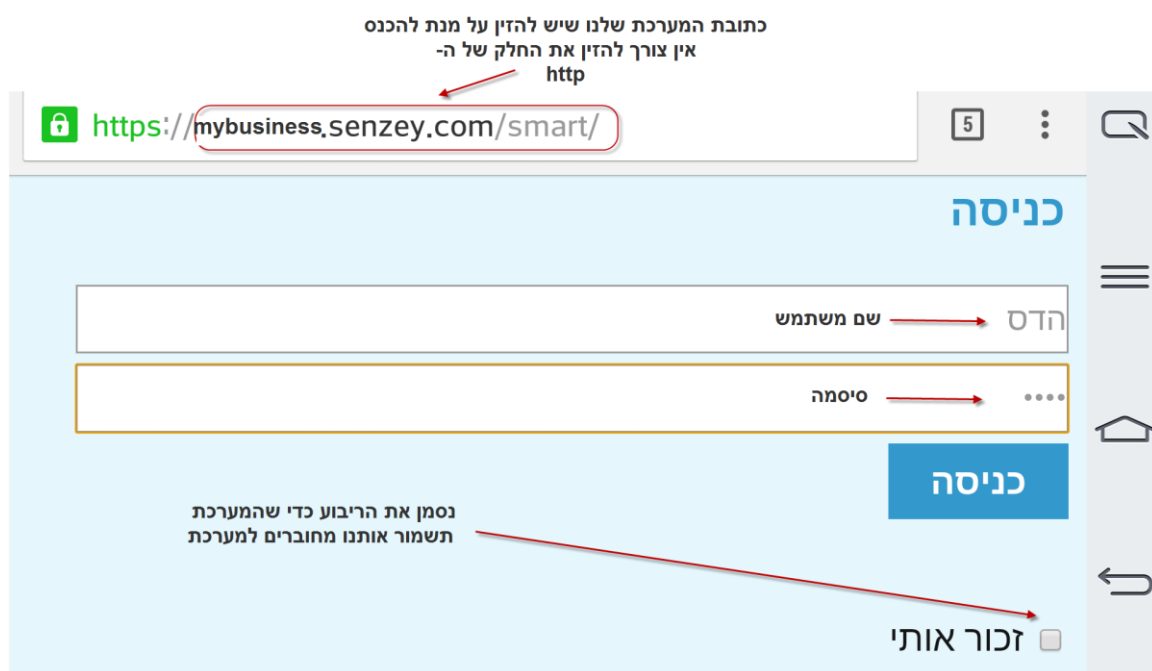 כתובת המערכת שלנו שיש להזין על מנת להכנס
אין צורך להזין את החלק של ה-
http
https://mybusiness.senzey.com/smart/
5
כניסה
שם משתמש
הדס
סיסמה
••••
כניסה
נסמן את הריבוע כדי שהמערכת
תשמור אותנו מחוברים למערכת
זכור אותי